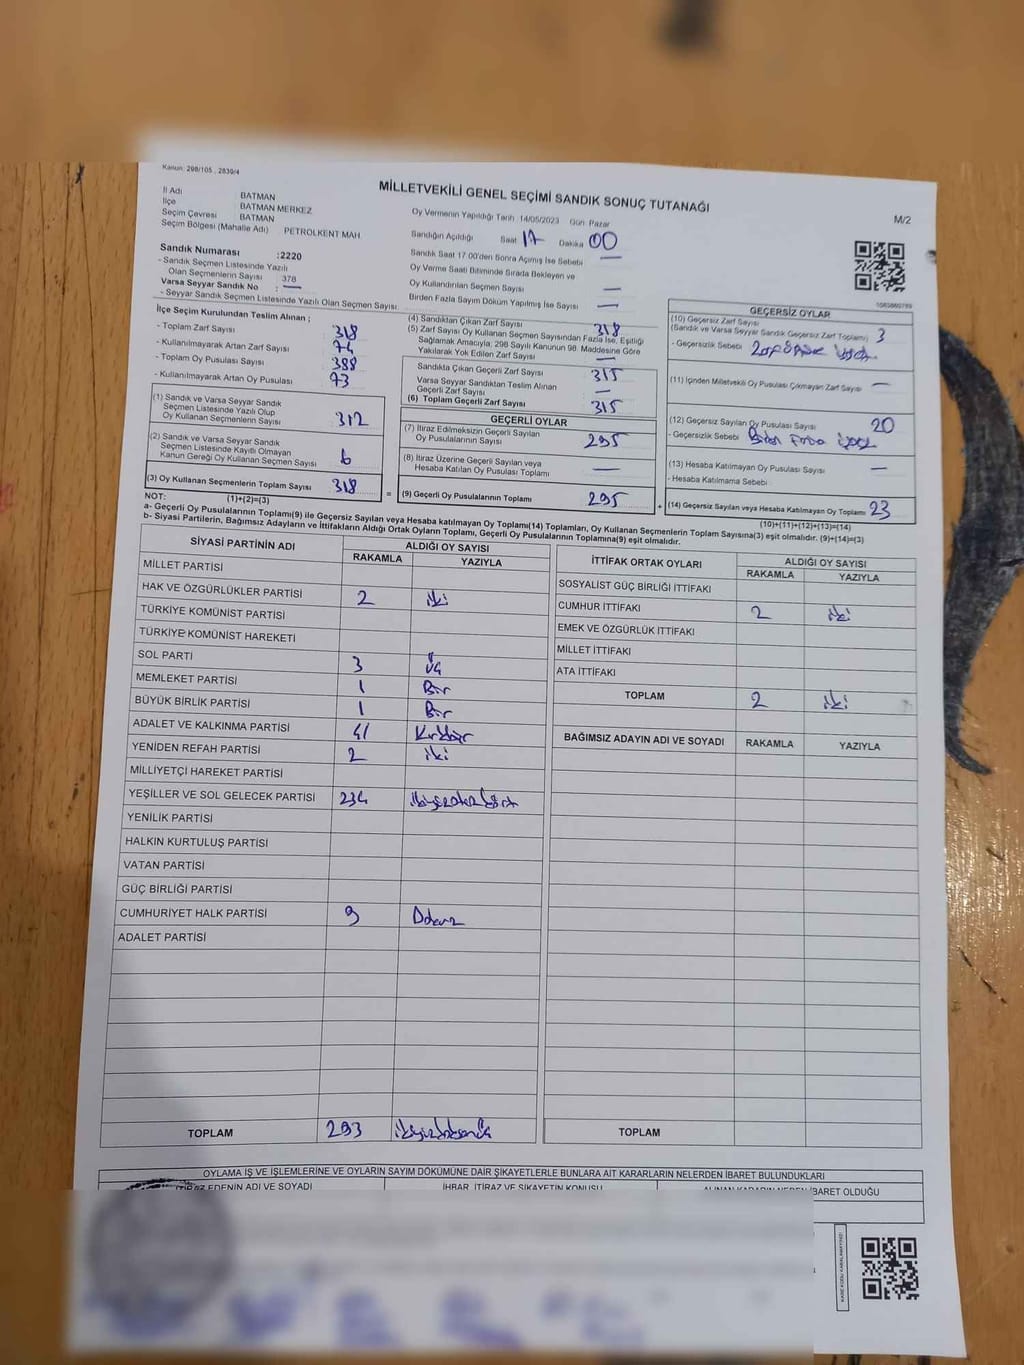 Kanun: 298/105 , 2839/4
MİLLETVEKİLİ GENEL SEÇİMİ SANDIK SONUÇ TUTANAĞI
M/2
İl Adı BATMAN
İlçe BATMAN MERKEZ
Seçim Çevresi BATMAN
Seçim Bölgesi (Mahalle Adı) PETROLKENT MAH.
Oy Vermenin Yapıldığı Tarih 14/05/2023 Gün Pazar
Sandığın Açıldığı Saat 17 Dakika 00
Sandık Saat 17.00'den Sonra Açılmış İse Sebebi —
Oy Verme Saati Bitiminde Sırada Bekleyen ve
Oy Kullandırılan Seçmen Sayısı —
Birden Fazla Sayım Döküm Yapılmış İse Sayısı —
Sandık Numarası :2220
- Sandık Seçmen Listesinde Yazılı
Olan Seçmenlerin Sayısı : 378
Varsa Seyyar Sandık No : —
- Seyyar Sandık Seçmen Listesinde Yazılı Olan Seçmen Sayısı
İlçe Seçim Kurulundan Teslim Alınan ;
- Toplam Zarf Sayısı 318
- Kullanılmayarak Artan Zarf Sayısı 74
- Toplam Oy Pusulası Sayısı 388
- Kullanılmayarak Artan Oy Pusulası 73
(1) Sandık ve Varsa Seyyar Sandık
Seçmen Listesinde Yazılı Olup
Oy Kullanan Seçmenlerin Sayısı 312
(2) Sandık ve Varsa Seyyar Sandık
Seçmen Listesinde Kayıtlı Olmayan
Kanun Gereği Oy Kullanan Seçmen Sayısı 6
(3) Oy Kullanan Seçmenlerin Toplam Sayısı 318
(1)+(2)=(3)
(4) Sandıktan Çıkan Zarf Sayısı 318
(5) Zarf Sayısı Oy Kullanan Seçmen Sayısından Fazla İse, Eşitliği
Sağlamak Amacıyla, 298 Sayılı Kanunun 98. Maddesine Göre
Yakılarak Yok Edilen Zarf Sayısı —
Sandıkta Çıkan Geçerli Zarf Sayısı 315
Varsa Seyyar Sandıktan Teslim Alınan
Geçerli Zarf Sayısı —
(6) Toplam Geçerli Zarf Sayısı 315
GEÇERLİ OYLAR
(7) İtiraz Edilmeksizin Geçerli Sayılan
Oy Pusulalarının Sayısı 295
(8) İtiraz Üzerine Geçerli Sayılan veya
Hesaba Katılan Oy Pusulası Toplamı —
= (9) Geçerli Oy Pusulalarının Toplamı 295
GEÇERSİZ OYLAR
(10) Geçersiz Zarf Sayısı
(Sandık ve Varsa Seyyar Sandık Geçersiz Zarf Toplamı) 3
- Geçersizlik Sebebi
(11) İçinden Milletvekili Oy Pusulası Çıkmayan Zarf Sayısı —
(12) Geçersiz Sayılan Oy Pusulası Sayısı 20
- Geçersizlik Sebebi
(13) Hesaba Katılmayan Oy Pusulası Sayısı —
- Hesaba Katılmama Sebebi
+ (14) Geçersiz Sayılan veya Hesaba Katılmayan Oy Toplamı 23
(10)+(11)+(12)+(13)=(14)
NOT:
a- Geçerli Oy Pusulası Toplamı(9) ile Geçersiz Sayılan veya Hesaba katılmayan Oy Toplamı(14) Toplamları, Oy Kullanan Seçmenlerin Toplam Sayısına(3) eşit olmalıdır. (9)+(14)=(3)
b- Siyasi Partilerin, Bağımsız Adayların ve İttifakların Aldığı Ortak Oyların Toplamı, Geçerli Oy Pusulalarının Toplamına(9) eşit olmalıdır.
SİYASİ PARTİNİN ADI ALDIĞI OY SAYISI
RAKAMLA YAZIYLA
MİLLET PARTİSİ
HAK VE ÖZGÜRLÜKLER PARTİSİ 2 iki
TÜRKİYE KOMÜNİST PARTİSİ
TÜRKİYE KOMÜNİST HAREKETİ
SOL PARTİ 3 üç
MEMLEKET PARTİSİ 1 Bir
BÜYÜK BİRLİK PARTİSİ 1 Bir
ADALET VE KALKINMA PARTİSİ 41 Kırkbir
YENİDEN REFAH PARTİSİ 2 iki
MİLLİYETÇİ HAREKET PARTİSİ
YEŞİLLER VE SOL GELECEK PARTİSİ 234 ikiyüzotuzdört
YENİLİK PARTİSİ
HALKIN KURTULUŞ PARTİSİ
VATAN PARTİSİ
GÜÇ BİRLİĞİ PARTİSİ
CUMHURİYET HALK PARTİSİ 9 Dokuz
ADALET PARTİSİ
TOPLAM 293 ikiyüzdoksanüç
İTTİFAK ORTAK OYLARI ALDIĞI OY SAYISI
RAKAMLA YAZIYLA
SOSYALİST GÜÇ BİRLİĞİ İTTİFAKI
CUMHUR İTTİFAKI 2 iki
EMEK VE ÖZGÜRLÜK İTTİFAKI
MİLLET İTTİFAKI
ATA İTTİFAKI
TOPLAM 2 iki
BAĞIMSIZ ADAYIN ADI VE SOYADI RAKAMLA YAZIYLA
TOPLAM
OYLAMA İŞ VE İŞLEMLERİNE VE OYLARIN SAYIM DÖKÜMÜNE DAİR ŞİKAYETLERLE BUNLARA AİT KARARLARIN NELERDEN İBARET BULUNDUKLARI
İTİRAZ EDENİN ADI VE SOYADI İHBAR, İTİRAZ VE ŞİKAYETİN KONUSU ALINAN KARARIN NEDEN İBARET OLDUĞU